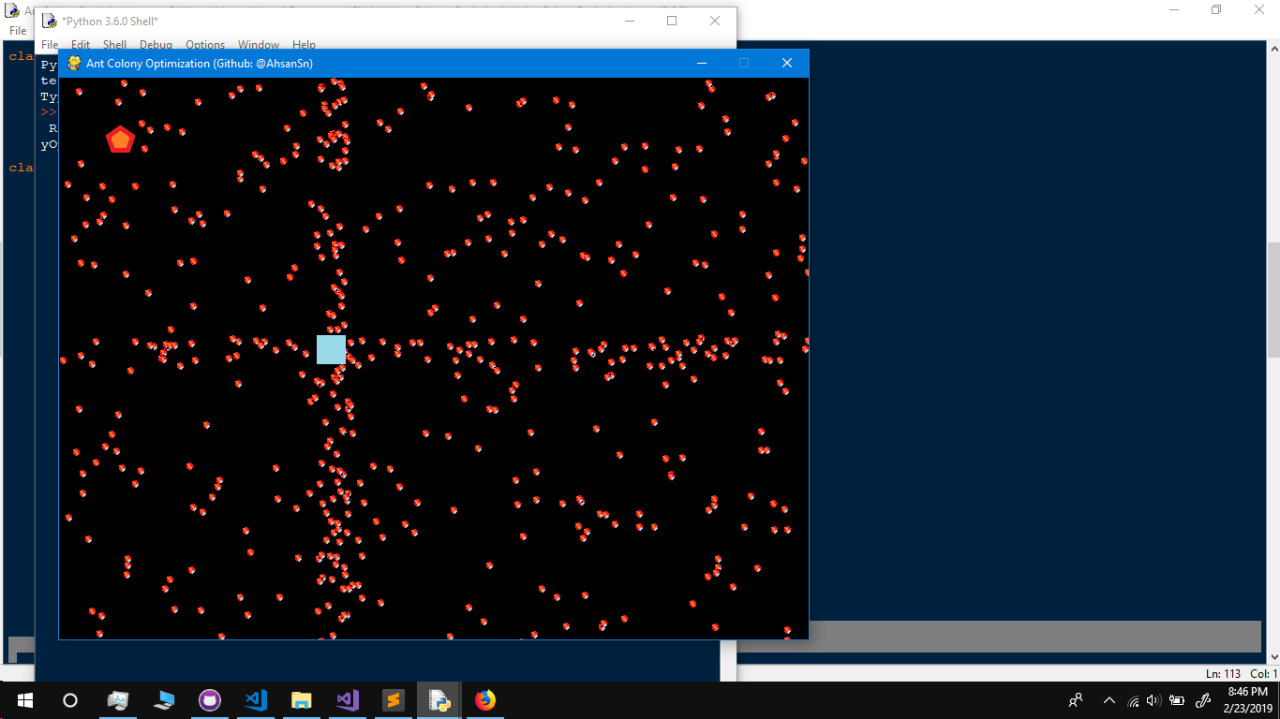 File
*Python 3.6.0 Shell*
File Edit Shell Debug Options Window Help
cla
Py
Ant Colony Optimization (Github: @AhsanSn)
te
Ty
>>
R
cla
Ln: 113 Col: 1
8:46 PM
2/23/2019